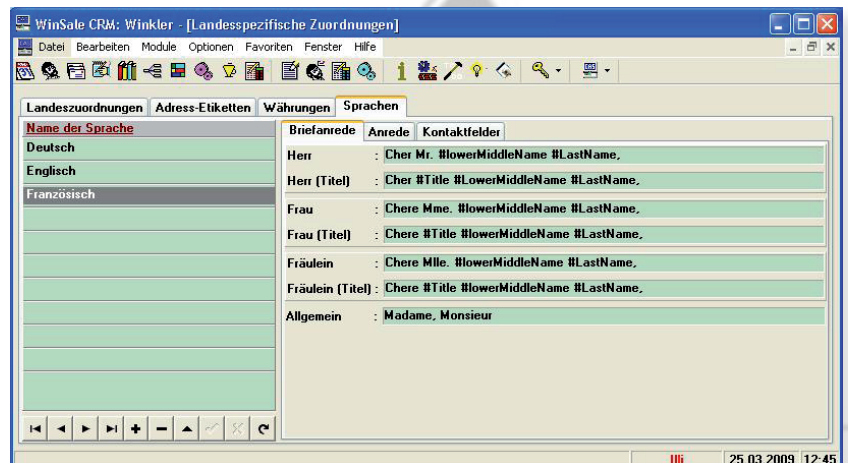 WinSale CRM: Winkler - [Landesspezifische Zuordnungen]
Datei Bearbeiten Module Optionen Favoriten Fenster Hilfe
Landeszuordnungen Adress-Etiketten Währungen Sprachen
Name der Sprache
Deutsch
Englisch
Französisch
Briefanrede Anrede Kontaktfelder
Herr : Cher Mr. #lowerMiddleName #LastName,
Herr (Titel) : Cher #Title #LowerMiddleName #LastName,
Frau : Chere Mme. #lowerMiddleName #LastName,
Frau (Titel) : Chere #Title #lowerMiddleName #LastName,
Fräulein : Chere Mlle. #lowerMiddleName #LastName,
Fräulein (Titel) : Chere #Title #lowerMiddleName #LastName,
Allgemein : Madame, Monsieur
Ulli 25.03.2009 12:45